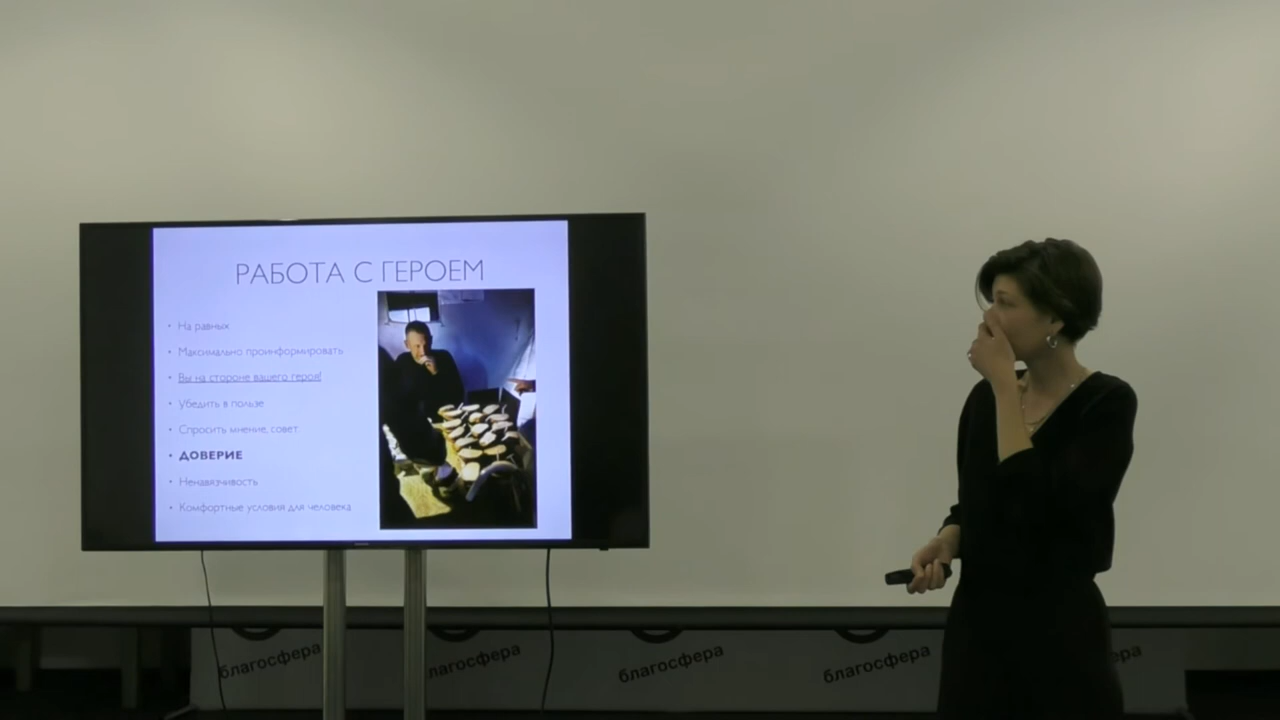 РАБОТА С ГЕРОЕМ
• На равных
• Максимально проинформировать
• Вы на стороне вашего героя!
• Убедить в пользе
• Спросить мнение, совет
• ДОВЕРИЕ
• Ненавязчивость
• Комфортные условия для человека
благосфера
благосфера
благосфера
благосфера